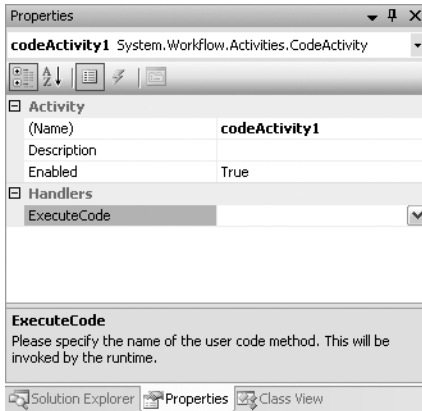 Properties
codeActivity1 System.Workflow.Activities.CodeActivity
Activity
(Name) codeActivity1
Description
Enabled True
Handlers
ExecuteCode
ExecuteCode
Please specify the name of the user code method. This will be
invoked by the runtime.
Solution Explorer Properties Class View